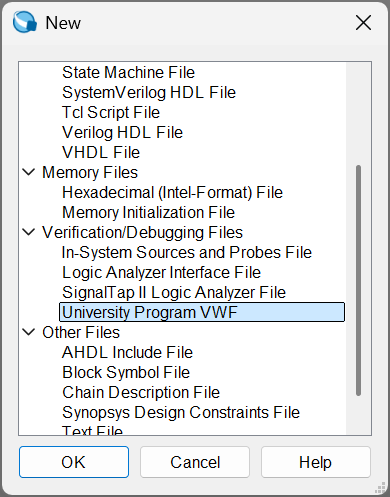 New
State Machine File
SystemVerilog HDL File
Tcl Script File
Verilog HDL File
VHDL File
Memory Files
Hexadecimal (Intel-Format) File
Memory Initialization File
Verification/Debugging Files
In-System Sources and Probes File
Logic Analyzer Interface File
SignalTap II Logic Analyzer File
University Program VWF
Other Files
AHDL Include File
Block Symbol File
Chain Description File
Synopsys Design Constraints File
Text File
OK
Cancel
Help